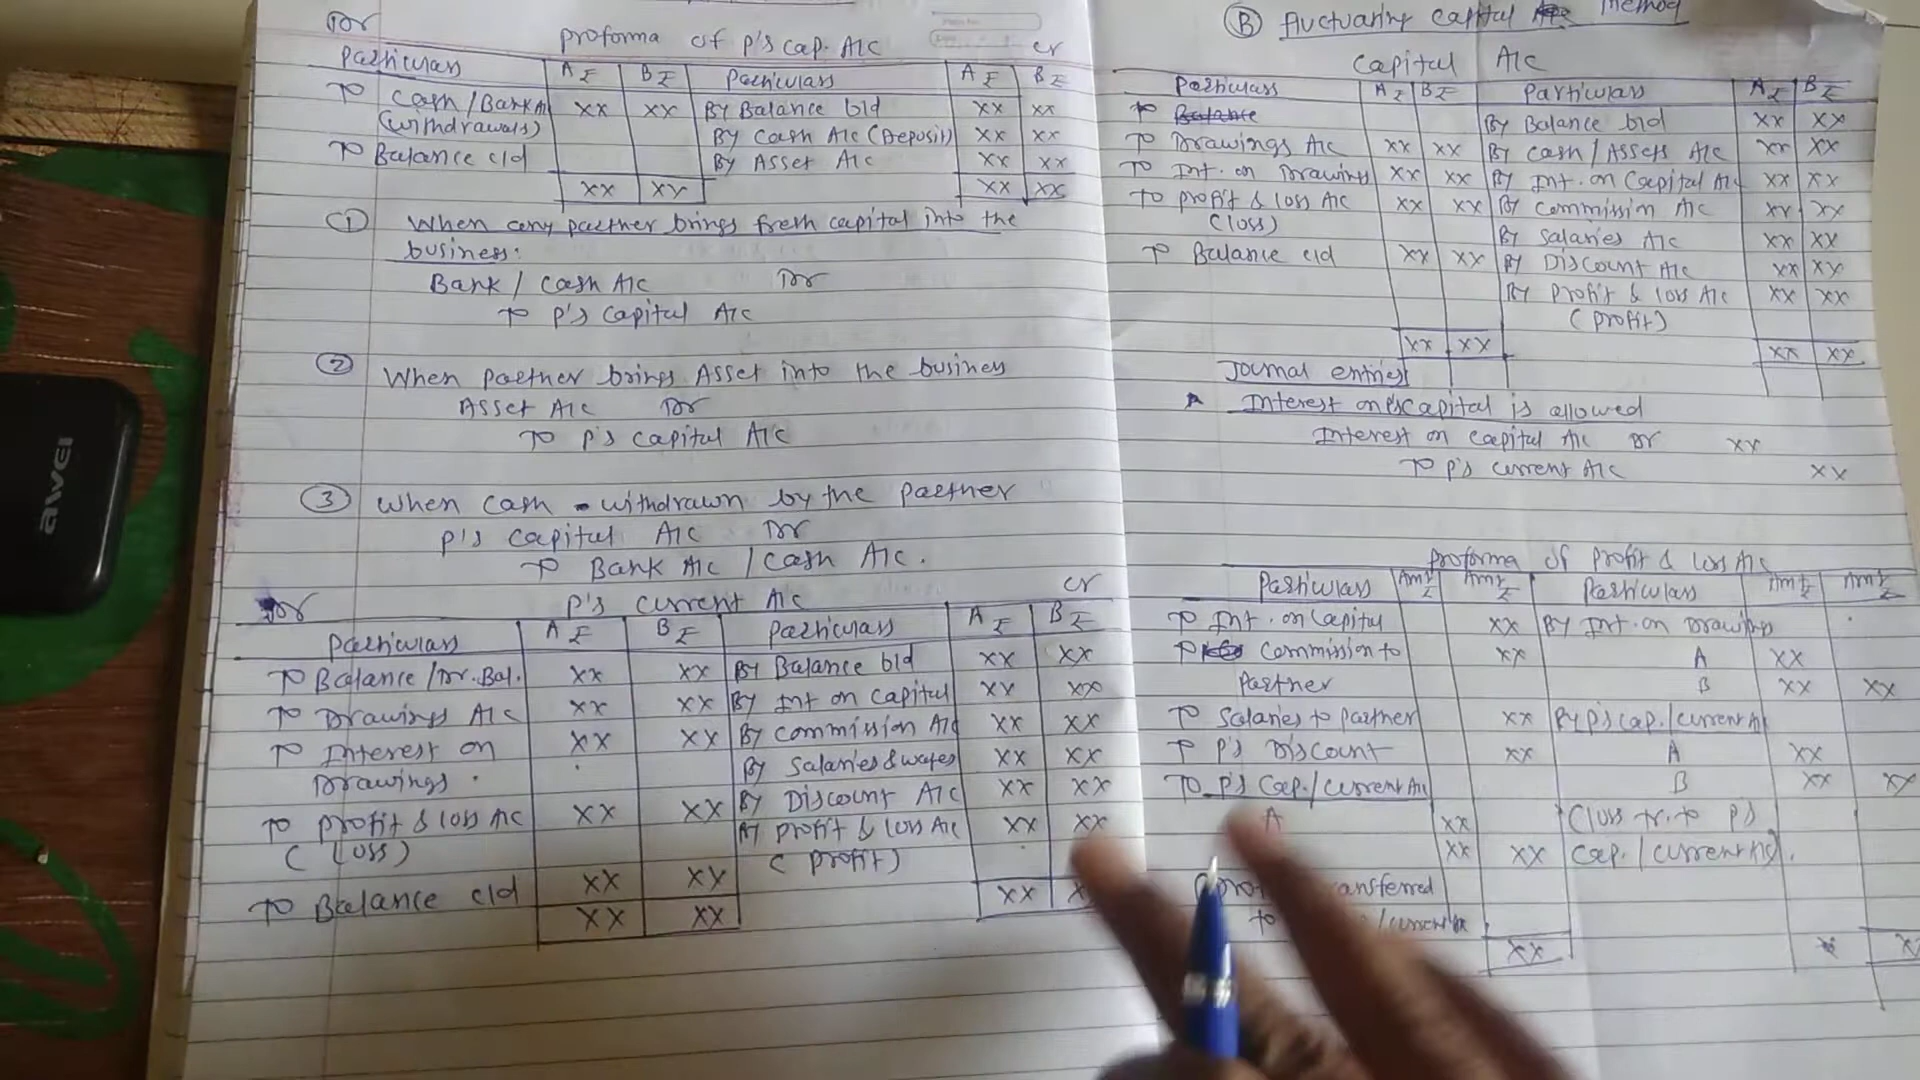 Dr
proforma of P's cap. A/C
Cr
Particulars A ₹ B ₹ Particulars A ₹ B ₹
To Cash/Bank A/c xx xx By Balance b/d xx xx
(withdrawals) By Cash A/c (Deposit) xx xx
To Balance c/d By Asset A/c xx xx
xx xx xx xx
① When any partner brings fresh capital into the
business:
Bank / Cash A/c Dr
To P's Capital A/c
② When partner brings Asset into the business
Asset A/c Dr
To P's Capital A/c
③ When cash withdrawn by the partner
P's Capital A/c Dr
To Bank A/c / Cash A/c.
Dr P's Current A/c Cr
Particulars A ₹ B ₹ Particulars A ₹ B ₹
To Balance/Dr. Bal. xx xx By Balance b/d xx xx
To Drawings A/c xx xx By Int on capital xx xx
To Interest on xx xx By Commission A/c xx xx
Drawings. By Salaries & wages xx xx
To profit & loss A/c xx xx By Discount A/c xx xx
(Loss) By profit & loss A/c xx xx
(profit)
To Balance c/d xx xx
xx xx xx
awei
Ⓑ fluctuating capital method
Capital A/c
Particulars A ₹ B ₹ Particulars A ₹ B ₹
To By Balance b/d xx xx
To Drawings A/c xx xx By Cash / Assets A/c xx xx
To Int. on Drawings xx xx By Int. on Capital A/c xx xx
To profit & loss A/c xx xx By Commission A/c xx xx
(loss) By Salaries A/c xx xx
To Balance c/d xx xx By Discount A/c xx xx
By profit & loss A/c xx xx
(profit)
xx xx xx xx
Journal entries
Interest on P's Capital is allowed
Interest on capital A/c Dr xx
To P's current A/c xx
proforma of profit & loss A/c
Particulars Amt ₹ Amt ₹ Particulars Amt ₹ Amt ₹
To Int. on Capital xx By Int. on Drawings
To Commission to xx A xx
Partner B xx xx
To Salaries to partner xx By P's cap./current A/c
To P's Discount xx A xx
To P's Cap./current A/c B xx xx
A xx (loss tr. to P's
xx xx Cap. / current A/c).
transferred
to /current
xx